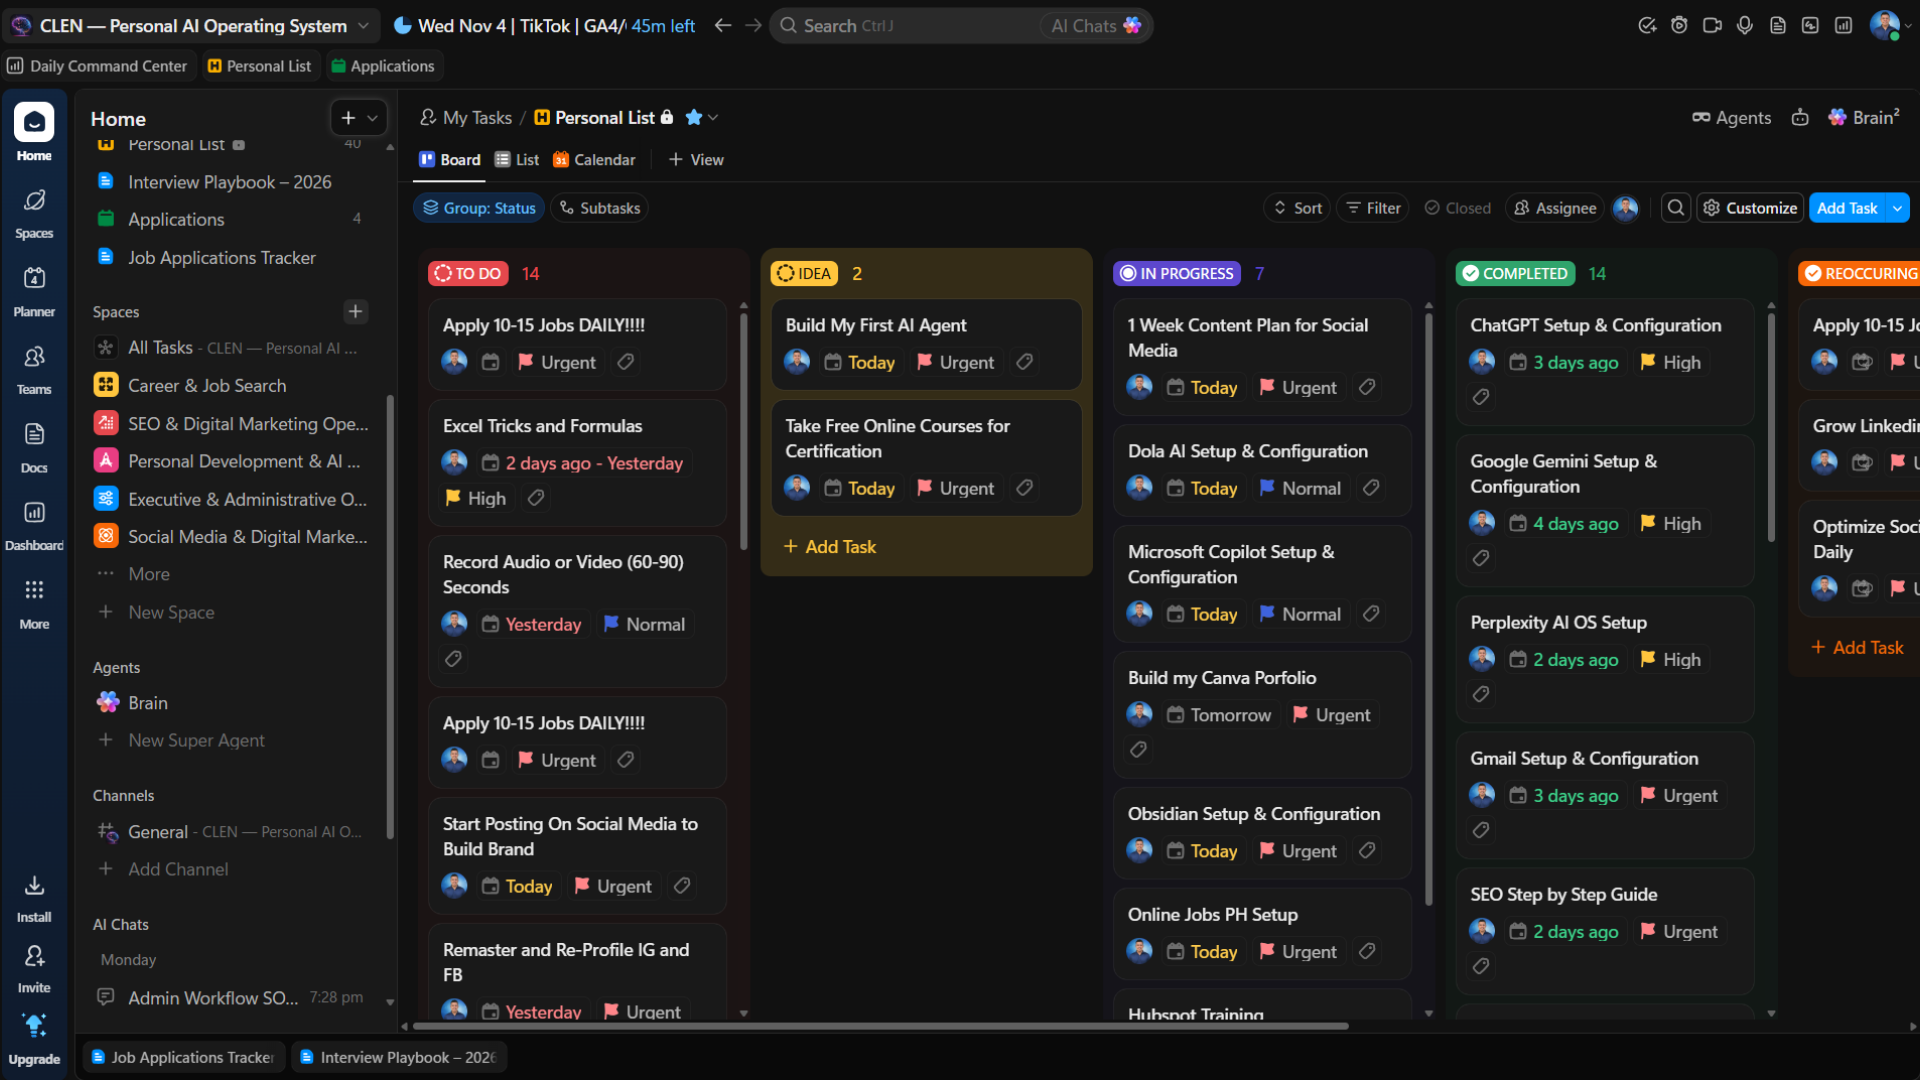 CLEN — Personal AI Operating System
Wed Nov 4 | TikTok | GA4/ 45m left
Search Ctrl J
AI Chats
Daily Command Center
Personal List
Applications
Home
Spaces
4
Planner
Teams
Docs
Dashboard
More
Install
Invite
Upgrade
Home
Personal List 40
Interview Playbook – 2026
Applications 4
Job Applications Tracker
Spaces
All Tasks - CLEN — Personal AI ...
Career & Job Search
SEO & Digital Marketing Ope...
Personal Development & AI ...
Executive & Administrative O...
Social Media & Digital Marke...
More
New Space
Agents
Brain
New Super Agent
Channels
General - CLEN — Personal AI O...
Add Channel
AI Chats
Monday
Admin Workflow SO... 7:28 pm
My Tasks / Personal List
Agents
Brain²
Board
List
31 Calendar
View
Group: Status
Subtasks
Sort
Filter
Closed
Assignee
Customize
Add Task
TO DO 14
Apply 10-15 Jobs DAILY!!!!
Urgent
Excel Tricks and Formulas
2 days ago - Yesterday
High
Record Audio or Video (60-90)
Seconds
Yesterday Normal
Apply 10-15 Jobs DAILY!!!!
Urgent
Start Posting On Social Media to
Build Brand
Today Urgent
Remaster and Re-Profile IG and
FB
Yesterday Urgent
IDEA 2
Build My First AI Agent
Today Urgent
Take Free Online Courses for
Certification
Today Urgent
Add Task
IN PROGRESS 7
1 Week Content Plan for Social
Media
Today Urgent
Dola AI Setup & Configuration
Today Normal
Microsoft Copilot Setup &
Configuration
Today Normal
Build my Canva Porfolio
Tomorrow Urgent
Obsidian Setup & Configuration
Today Urgent
Online Jobs PH Setup
Today Urgent
Hubspot Training
COMPLETED 14
ChatGPT Setup & Configuration
3 days ago High
Google Gemini Setup &
Configuration
4 days ago High
Perplexity AI OS Setup
2 days ago High
Gmail Setup & Configuration
3 days ago Urgent
SEO Step by Step Guide
2 days ago Urgent
REOCCURING
Apply 10-15 Jo
U
Grow Linkedin
U
Optimize Soci
Daily
U
Add Task
Job Applications Tracker
Interview Playbook – 2026